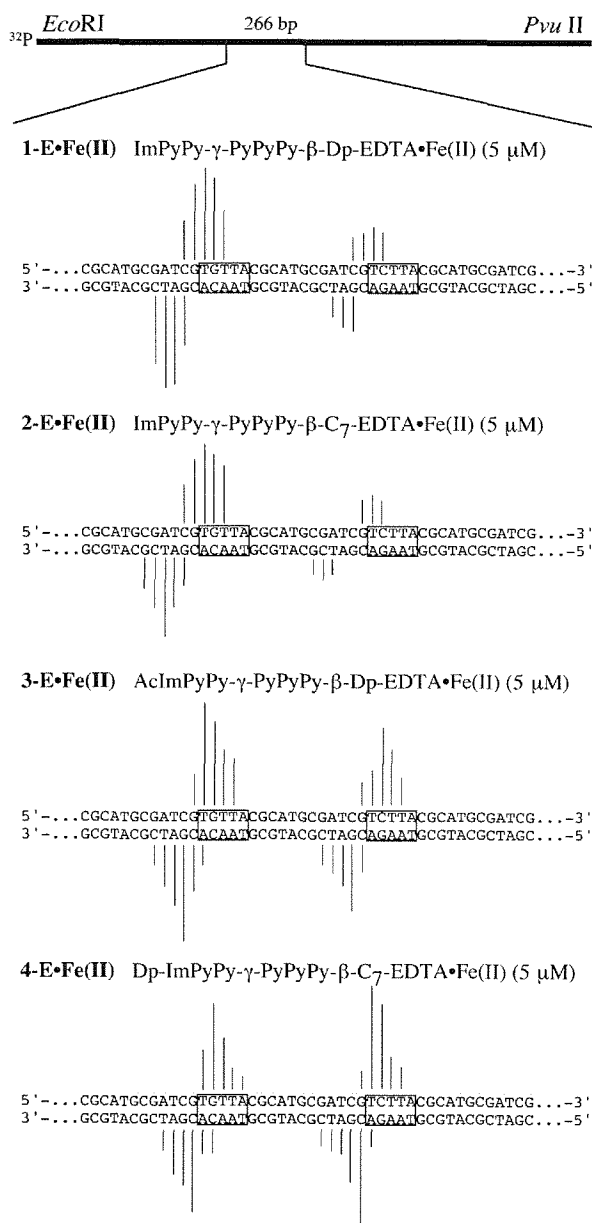 EcoRI 266 bp Pvu II
32P
1-E•Fe(II) ImPyPy-γ-PyPyPy-β-Dp-EDTA•Fe(II) (5 μM)
5'-...CGCATGCGATCGTGTTACGCATGCGATCGTCTTACGCATGCGATCG...-3'
3'-...GCGTACGCTAGCACAATGCGTACGCTAGCAGAATGCGTACGCTAGC...-5'
2-E•Fe(II) ImPyPy-γ-PyPyPy-β-C7-EDTA•Fe(II) (5 μM)
5'-...CGCATGCGATCGTGTTACGCATGCGATCGTCTTACGCATGCGATCG...-3'
3'-...GCGTACGCTAGCACAATGCGTACGCTAGCAGAATGCGTACGCTAGC...-5'
3-E•Fe(II) AcImPyPy-γ-PyPyPy-β-Dp-EDTA•Fe(II) (5 μM)
5'-...CGCATGCGATCGTGTTACGCATGCGATCGTCTTACGCATGCGATCG...-3'
3'-...GCGTACGCTAGCACAATGCGTACGCTAGCAGAATGCGTACGCTAGC...-5'
4-E•Fe(II) Dp-ImPyPy-γ-PyPyPy-β-C7-EDTA•Fe(II) (5 μM)
5'-...CGCATGCGATCGTGTTACGCATGCGATCGTCTTACGCATGCGATCG...-3'
3'-...GCGTACGCTAGCACAATGCGTACGCTAGCAGAATGCGTACGCTAGC...-5'